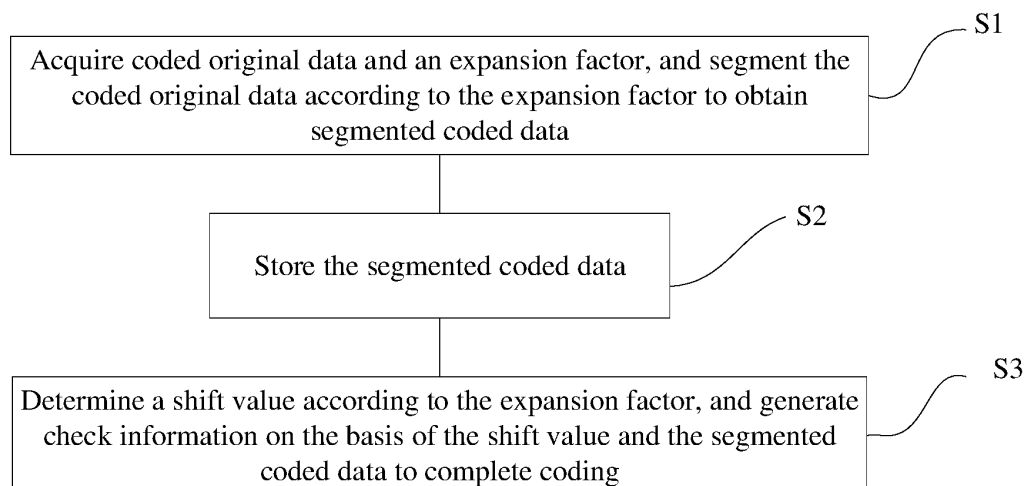 S1
Acquire coded original data and an expansion factor, and segment the
coded original data according to the expansion factor to obtain
segmented coded data
S2
Store the segmented coded data
S3
Determine a shift value according to the expansion factor, and generate
check information on the basis of the shift value and the segmented
coded data to complete coding